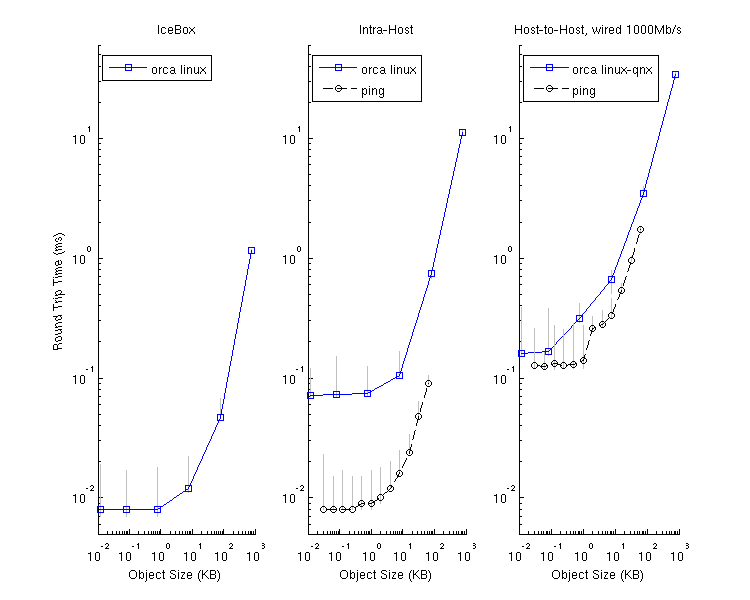 IceBox
Intra-Host
Host-to-Host, wired 1000Mb/s
orca linux
orca linux
ping
orca linux-qnx
ping
Round Trip Time (ms)
10^1
10^0
10^-1
10^-2
10^1
10^0
10^-1
10^-2
10^1
10^0
10^-1
10^-2
10^-2 10^-1 10^0 10^1 10^2 10^3
10^-2 10^-1 10^0 10^1 10^2 10^3
10^-2 10^-1 10^0 10^1 10^2 10^3
Object Size (KB)
Object Size (KB)
Object Size (KB)